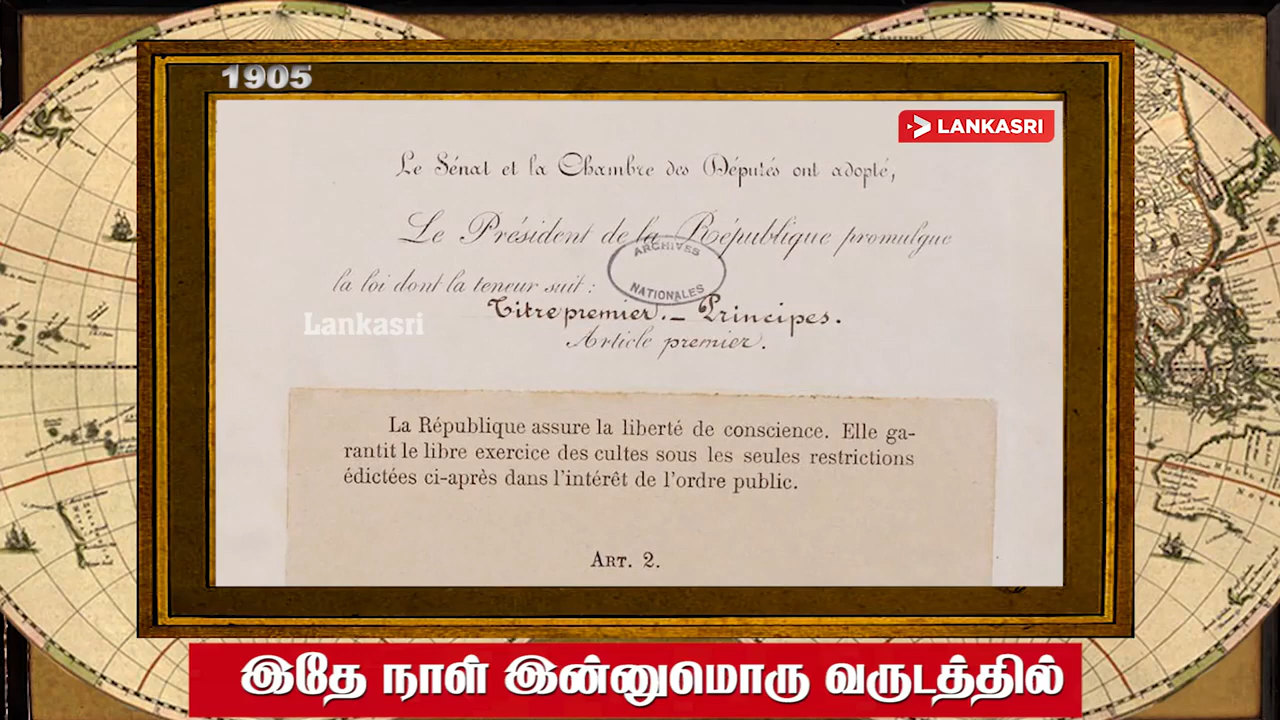 1905
LANKASRI
Le Sénat et la Chambre des Députés ont adopté,
Le Président de la République promulgue
ARCHIVES
NATIONALES
la loi dont la teneur suit :
Titre premier. _ Principes.
Lankasri
Article premier.
La République assure la liberté de conscience. Elle ga-
rantit le libre exercice des cultes sous les seules restrictions
édictées ci-après dans l'intérêt de l'ordre public.
ART. 2.
இதே நாள் இன்னுமொரு வருடத்தில்